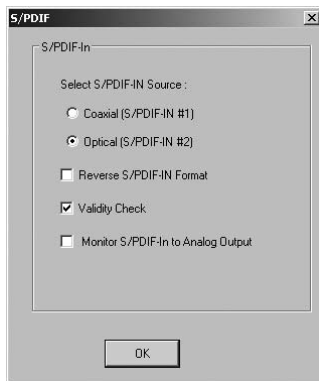 S/PDIF
S/PDIF-In
Select S/PDIF-IN Source :
Coaxial (S/PDIF-IN #1)
Optical (S/PDIF-IN #2)
Reverse S/PDIF-IN Format
Validity Check
Monitor S/PDIF-In to Analog Output
OK